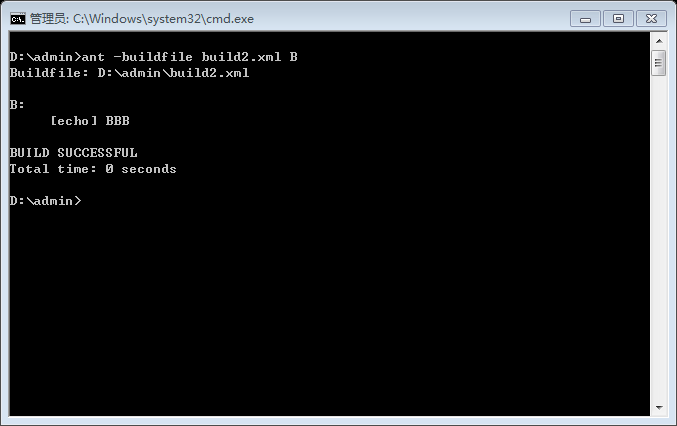 管理员: C:\Windows\system32\cmd.exe
D:\admin>ant -buildfile build2.xml B
Buildfile: D:\admin\build2.xml
B:
[echo] BBB
BUILD SUCCESSFUL
Total time: 0 seconds
D:\admin>